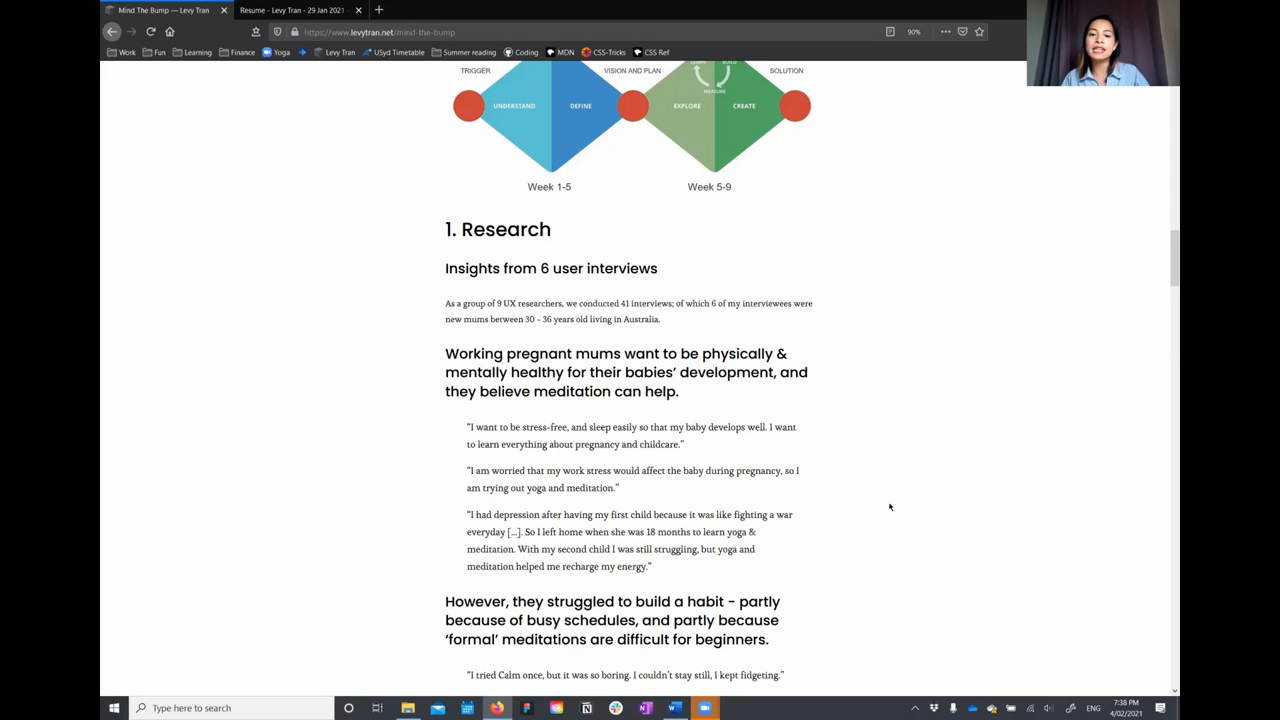 Mind The Bump — Levy Tran
Resume - Levy Tran - 29 Jan 2021 -
https://www.levytran.net/mind-the-bump
90%
Work
Fun
Learning
Finance
Yoga
Levy Tran
USyd Timetable
Summer reading
Coding
MDN
CSS-Tricks
CSS Ref
TRIGGER
VISION AND PLAN
LEARN
BUILD
SOLUTION
MEASURE
UNDERSTAND
DEFINE
EXPLORE
CREATE
Week 1-5
Week 5-9
1. Research
Insights from 6 user interviews
As a group of 9 UX researchers, we conducted 41 interviews; of which 6 of my interviewees were
new mums between 30 - 36 years old living in Australia.
Working pregnant mums want to be physically &
mentally healthy for their babies’ development, and
they believe meditation can help.
“I want to be stress-free, and sleep easily so that my baby develops well. I want
to learn everything about pregnancy and childcare.”
“I am worried that my work stress would affect the baby during pregnancy, so I
am trying out yoga and meditation.”
“I had depression after having my first child because it was like fighting a war
everyday [...]. So I left home when she was 18 months to learn yoga &
meditation. With my second child I was still struggling, but yoga and
meditation helped me recharge my energy.”
However, they struggled to build a habit - partly
because of busy schedules, and partly because
‘formal’ meditations are difficult for beginners.
“I tried Calm once, but it was so boring. I couldn’t stay still, I kept fidgeting.”
Type here to search
7:38 PM
4/02/2021